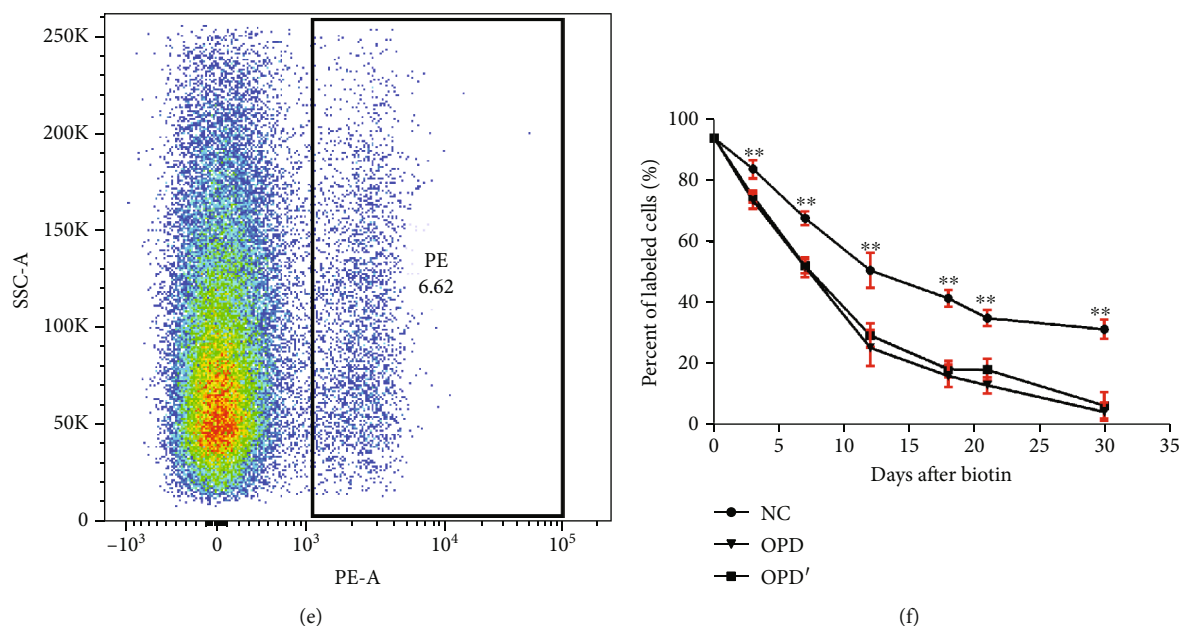 250K
200K
150K
100K
50K
0
SSC-A
PE
6.62
−10³
0
10³
10⁴
10⁵
PE-A
(e)
100
80
60
40
20
0
Percent of labeled cells (%)
**
**
**
**
**
**
0
5
10
15
20
25
30
35
Days after biotin
NC
OPD
OPD′
(f)